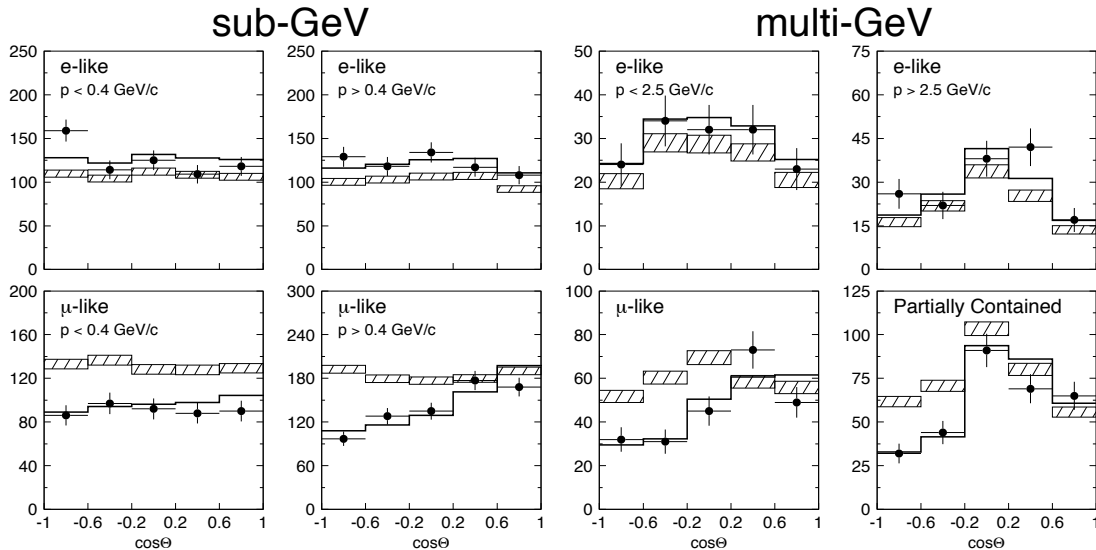 sub-GeV multi-GeV
e-like
p < 0.4 GeV/c
250
200
150
100
50
0
e-like
p > 0.4 GeV/c
250
200
150
100
50
0
e-like
p < 2.5 GeV/c
50
40
30
20
10
0
e-like
p > 2.5 GeV/c
75
60
45
30
15
0
μ-like
p < 0.4 GeV/c
200
160
120
80
40
0
-1 -0.6 -0.2 0.2 0.6 1
cosΘ
μ-like
p > 0.4 GeV/c
300
240
180
120
60
0
-1 -0.6 -0.2 0.2 0.6 1
cosΘ
μ-like
100
80
60
40
20
0
-1 -0.6 -0.2 0.2 0.6 1
cosΘ
Partially Contained
125
100
75
50
25
0
-1 -0.6 -0.2 0.2 0.6 1
cosΘ